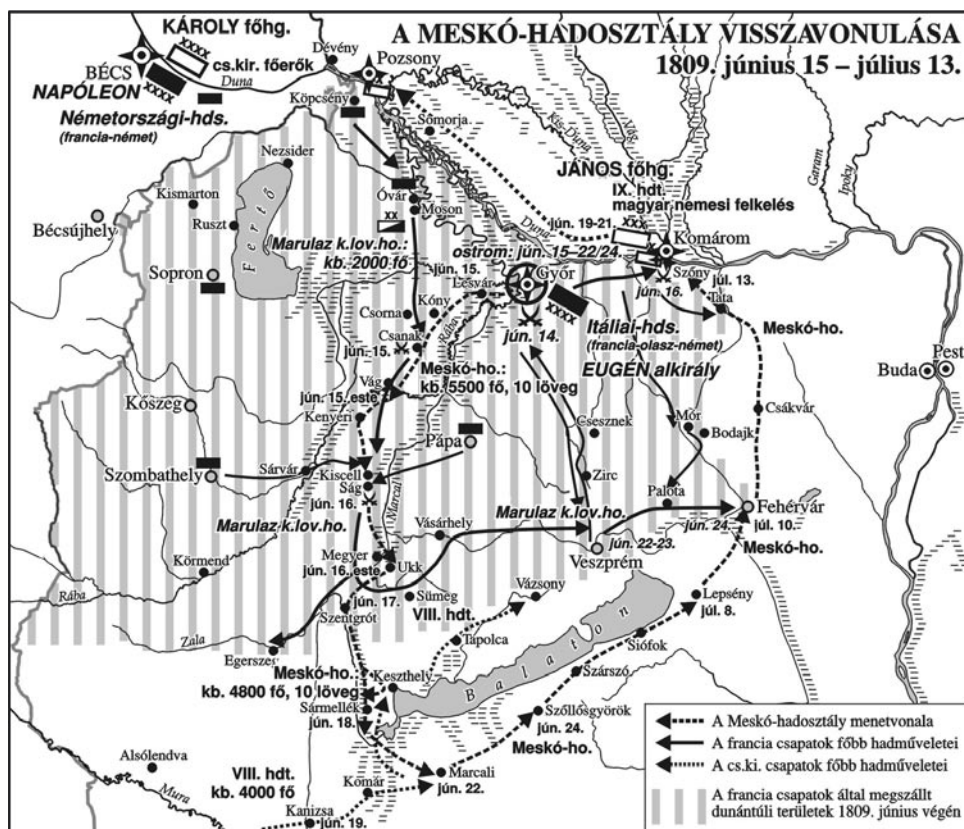 A MESKÓ-HADOSZTÁLY VISSZAVONULÁSA
1809. június 15 – július 13.
KÁROLY főhg.
XXXX
cs.kir. főerők
BÉCS
NAPÓLEON
XXXX
Németországi-hds.
(francia-német)
Duna
Dévény
Pozsony
Köpcsény
Somorja
Kis-Duna
Vág
Garam
Ipoly
Nezsider
Kismarton
Ruszt
Fertő
Bécsújhely
Sopron
Óvár
Moson
XX
Marulaz k.lov.ho.:
kb. 2000 fő
JÁNOS főhg.
IX. hdt.
magyar nemesi felkelés
jún. 19-21.
XXX
Duna
Komárom
ostrom: jún. 15–22/24.
jún. 15.
Lesvár
Győr
Szőny
júl. 13.
jún. 16.
Tata
Csorna
Kóny
Rába
XXXX
jún. 14.
Itáliai-hds.
(francia-olasz-német)
EUGÉN alkirály
Meskó-ho.
Csanak
jún. 15.
Meskó-ho.:
kb. 5500 fő, 10 löveg
Vág
jún. 15. este
Kenyeri
Buda
Pest
Kőszeg
Pápa
Csesznek
Mór
Bodajk
Csákvár
Szombathely
Sárvár
Kiscell
Ság
jún. 16.
Marcal
Zirc
Palota
Fehérvár
júl. 10.
Marulaz k.lov.ho.
Marulaz k.lov.ho.
Vásárhely
jún. 24.
jún. 22-23.
Veszprém
Meskó-ho.
Körmend
Megyer
jún. 16. este
Ukk
Rába
jún. 17.
Sümeg
Vázsony
Lepsény
júl. 8.
Szentgrót
VIII. hdt.
Zala
Egerszeg
Tapolca
Siófok
Balaton
Meskó-ho.
kb. 4800 fő, 10 löveg
Keszthely
Szárszó
Sármellék
jún. 18.
Szőllősgyörök
jún. 24.
Meskó-ho.
Alsólendva
Mura
VIII. hdt.
kb. 4000 fő
Komár
Marcali
jún. 22.
Kanizsa
jún. 19.
A Meskó-hadosztály menetvonala
A francia csapatok főbb hadműveletei
A cs.ki. csapatok főbb hadműveletei
A francia csapatok által megszállt
dunántúli területek 1809. június végén